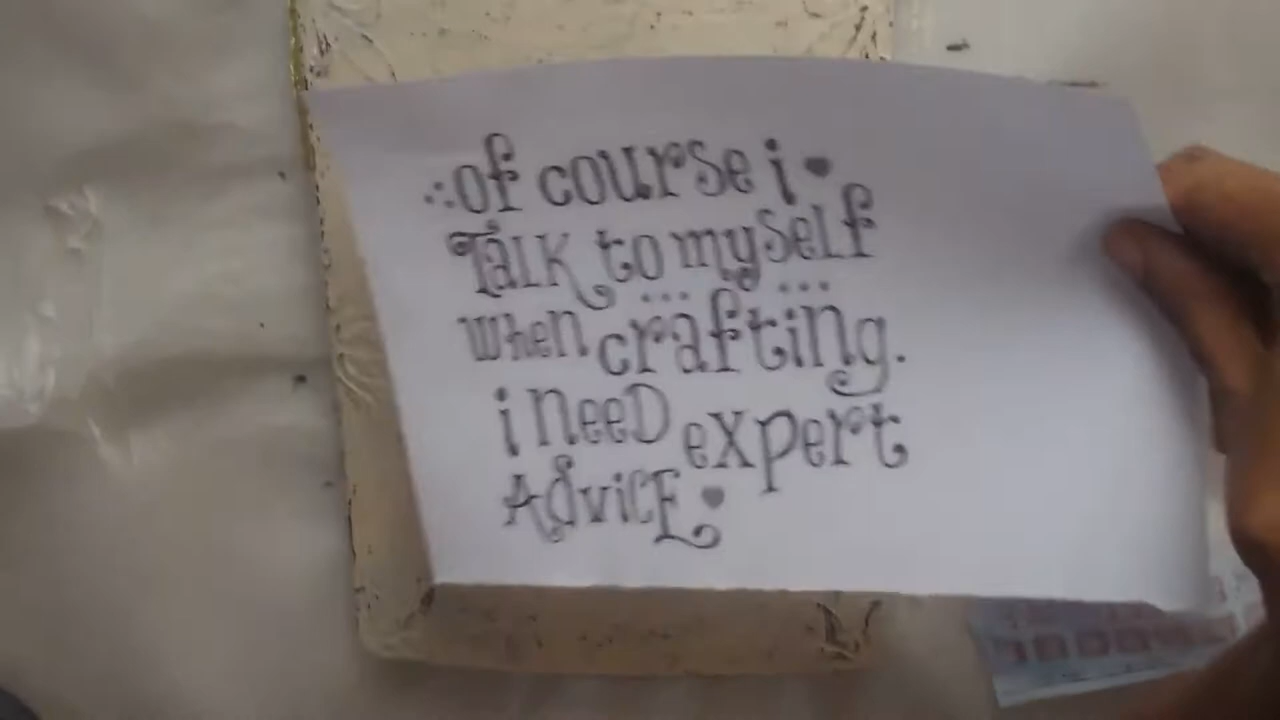 of course i
Talk to myself
when crafting.
i neeD expert
AdvicE